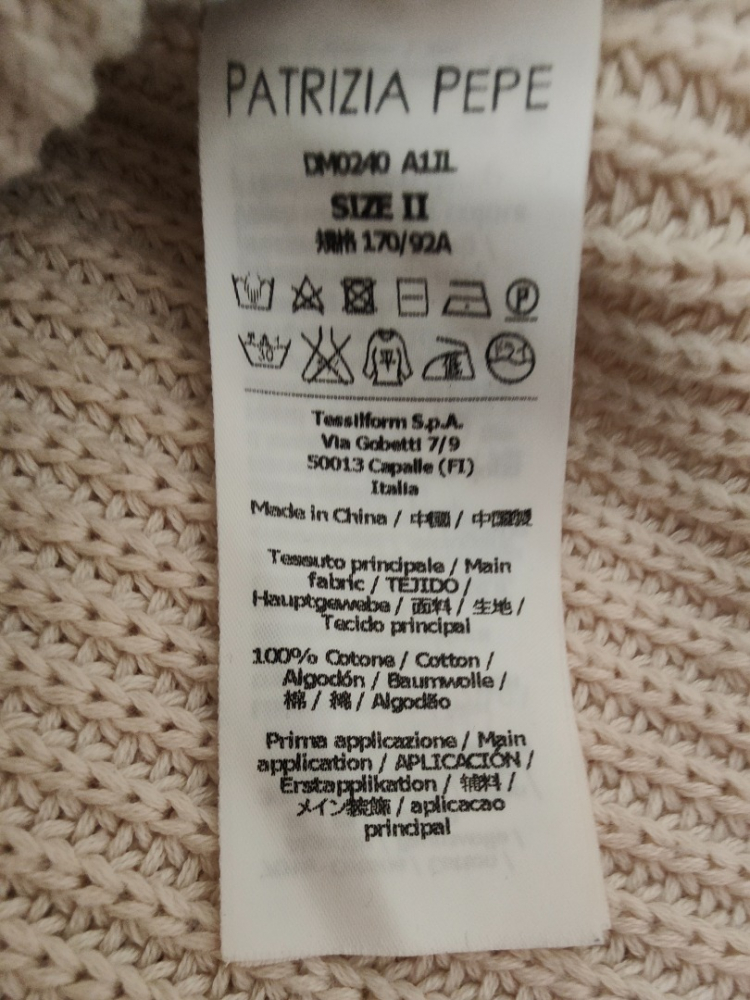 PATRIZIA PEPE
DM0240 A1JL
SIZE II
規格 170/92A
P
平
Tessilform S.p.A.
Via Gobetti 7/9
50013 Capalle (FI)
Italia
Made in China / 中國 / 中国製
Tessuto principale / Main
fabric / TEJIDO /
Hauptgewebe / 面料 / 生地 /
Tecido principal
100% Cotone / Cotton /
Algodón / Baumwolle /
棉 / 綿 / Algodão
Prima applicazione / Main
application / APLICACIÓN /
Erstapplikation / 辅料 /
メイン装飾 / aplicacao
principal